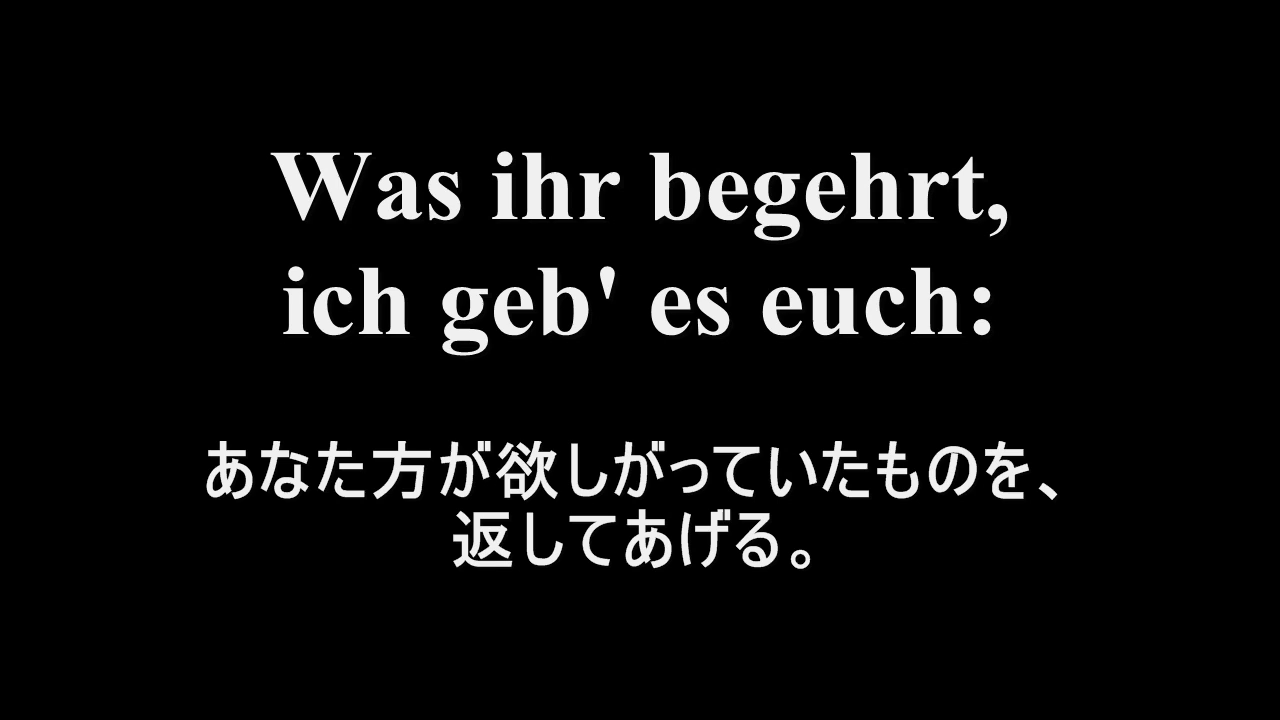 Was ihr begehrt,
ich geb' es euch:
あなた方が欲しがっていたものを、
返してあげる。